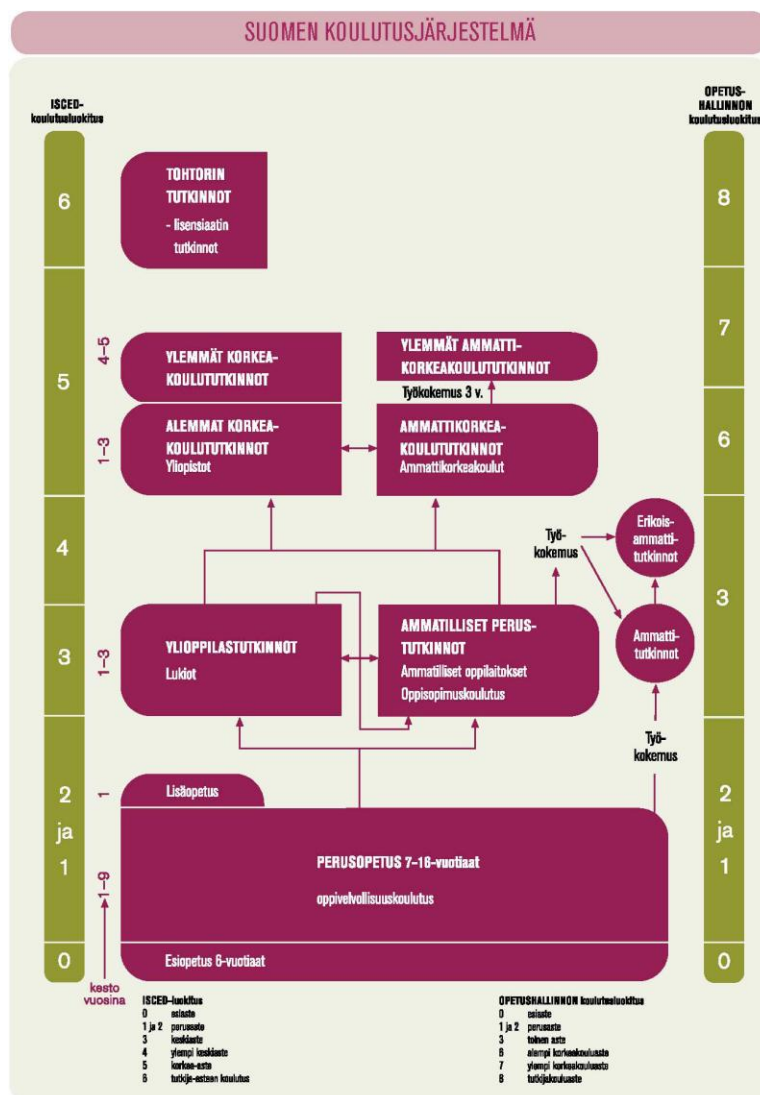 SUOMEN KOULUTUSJÄRJESTELMÄ
ISCED-
koulutusluokitus
OPETUS-
HALLINNON
koulutusluokitus
6
5
4
3
2
ja
1
0
4–5
1–3
1–3
1
1–9
kesto
vuosina
TOHTORIN
TUTKINNOT
- lisensiaatin
tutkinnot
YLEMMÄT KORKEA-
KOULUTUTKINNOT
YLEMMÄT AMMATTI-
KORKEAKOULUTUTKINNOT
Työkokemus 3 v.
ALEMMAT KORKEA-
KOULUTUTKINNOT
Yliopistot
AMMATTIKORKEA-
KOULUTUTKINNOT
Ammattikorkeakoulut
Työ-
kokemus
Erikois-
ammatti-
tutkinnot
YLIOPPILASTUTKINNOT
Lukiot
AMMATILLISET PERUS-
TUTKINNOT
Ammatilliset oppilaitokset
Oppisopimuskoulutus
Ammatti-
tutkinnot
Työ-
kokemus
Lisäopetus
PERUSOPETUS 7–16-vuotiaat
oppivelvollisuuskoulutus
Esiopetus 6-vuotiaat
8
7
6
3
2
ja
1
0
ISCED-luokitus
0 esiaste
1 ja 2 perusaste
3 keskiaste
4 ylempi keskiaste
5 korkea-aste
6 tutkija-asteen koulutus
OPETUSHALLINNON koulutusluokitus
0 esiaste
1 ja 2 perusaste
3 toinen aste
6 alempi korkeakouluaste
7 ylempi korkeakouluaste
8 tutkijakouluaste